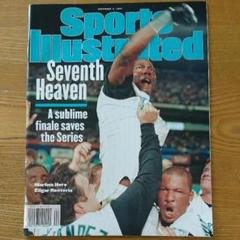 Sports
Illustrated
Seventh
Heaven
A sublime
finale saves
the Series
Marlins Hero
Edgar Renteria